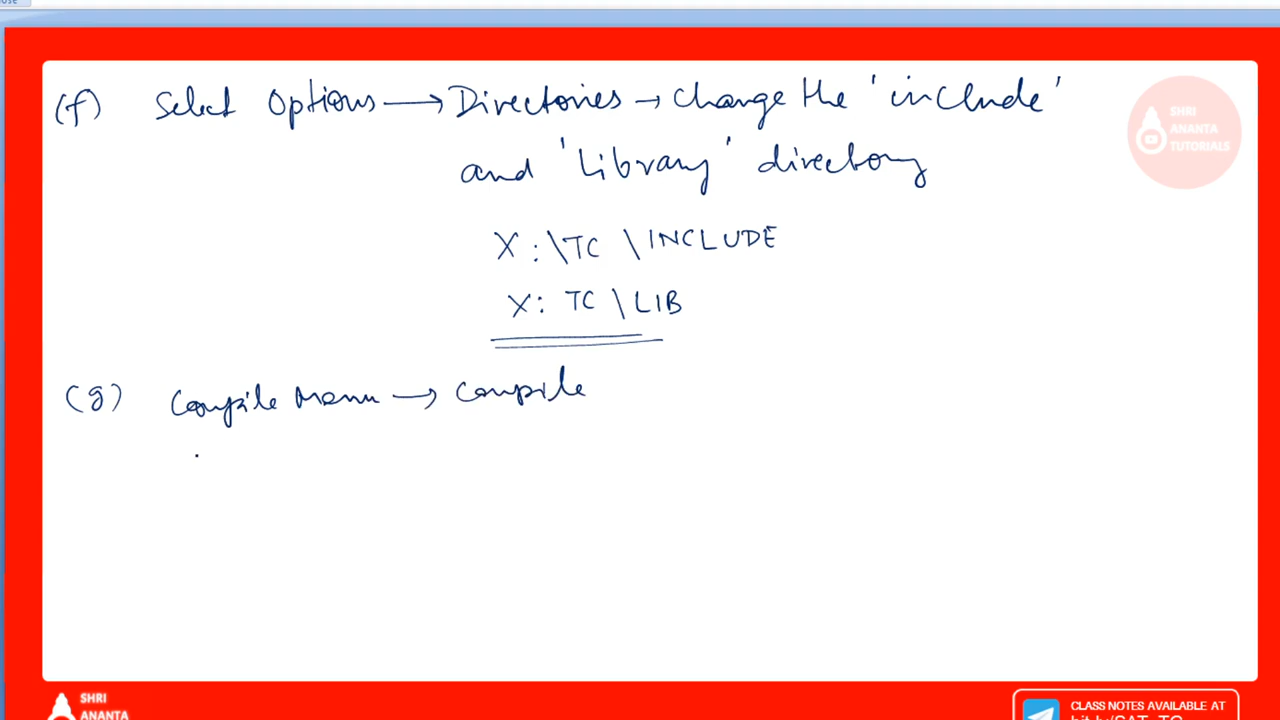 (f) Select Options → Directories → change the 'include'
and 'Library' directory
X:\TC \INCLUDE
X: TC \LIB
(g) Compile Menu → Compile
SHRI
ANANTA
TUTORIALS
SHRI
ANANTA
CLASS NOTES AVAILABLE AT